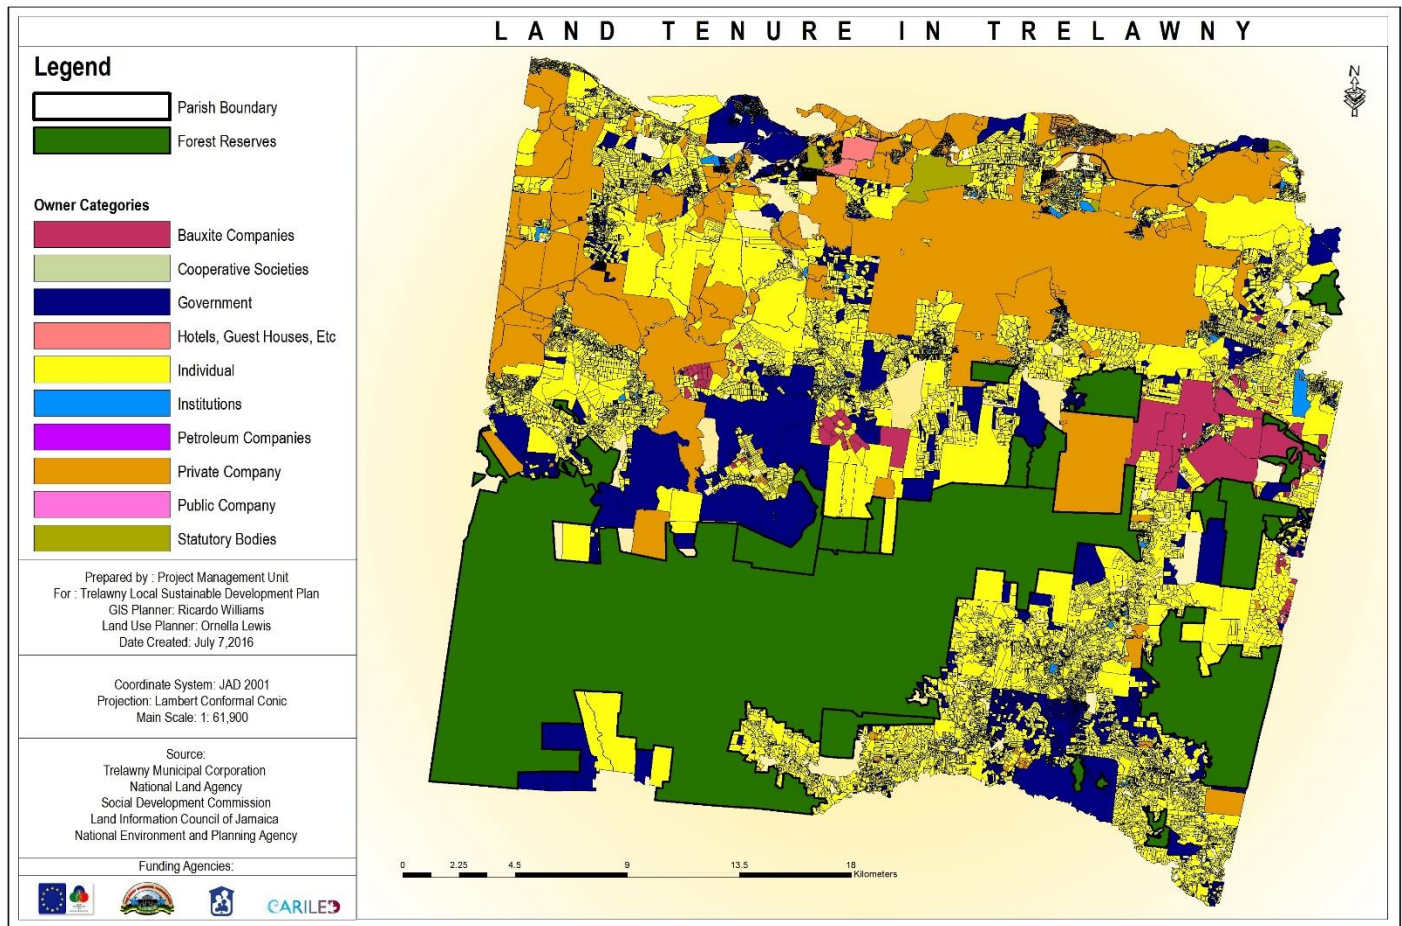 LAND TENURE IN TRELAWNY
Legend
Parish Boundary
Forest Reserves
Owner Categories
Bauxite Companies
Cooperative Societies
Government
Hotels, Guest Houses, Etc
Individual
Institutions
Petroleum Companies
Private Company
Public Company
Statutory Bodies
Prepared by : Project Management Unit
For : Trelawny Local Sustainable Development Plan
GIS Planner: Ricardo Williams
Land Use Planner: Ornella Lewis
Date Created: July 7,2016
Coordinate System: JAD 2001
Projection: Lambert Conformal Conic
Main Scale: 1: 61,900
Source:
Trelawny Municipal Corporation
National Land Agency
Social Development Commission
Land Information Council of Jamaica
National Environment and Planning Agency
Funding Agencies:
CARILED
N
0 2.25 4.5 9 13.5 18
Kilometers